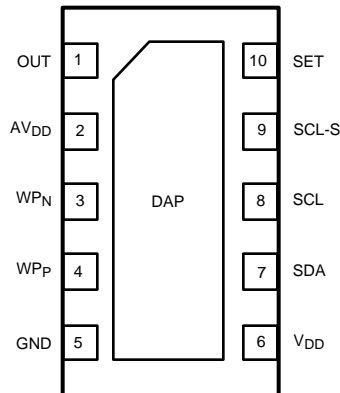 OUT 1 10 SET
AVDD 2 9 SCL-S
WPN 3 DAP 8 SCL
WPP 4 7 SDA
GND 5 6 VDD